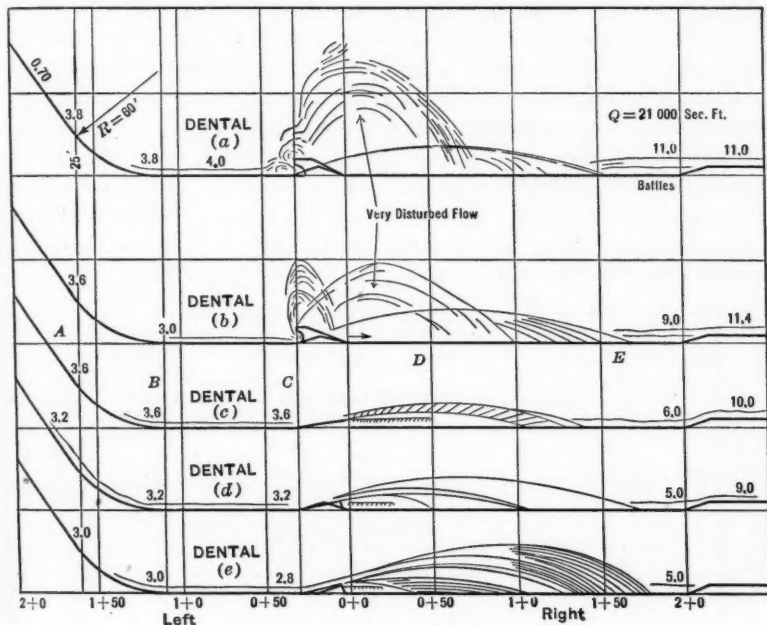 0.70
3.8
R=60'
25'
DENTAL
(a)
3.8
4.0
Q = 21 000 Sec. Ft.
11.0
11.0
Baffles
Very Disturbed Flow
3.6
DENTAL
(b)
3.0
9.0
11.4
A
B
C
D
E
3.6
DENTAL
(c)
3.6
3.6
6.0
10.0
3.2
DENTAL
(d)
3.2
3.2
5.0
9.0
3.0
DENTAL
(e)
3.0
2.8
5.0
2+0
1+50
1+0
0+50
0+0
0+50
1+0
1+50
2+0
Left
Right